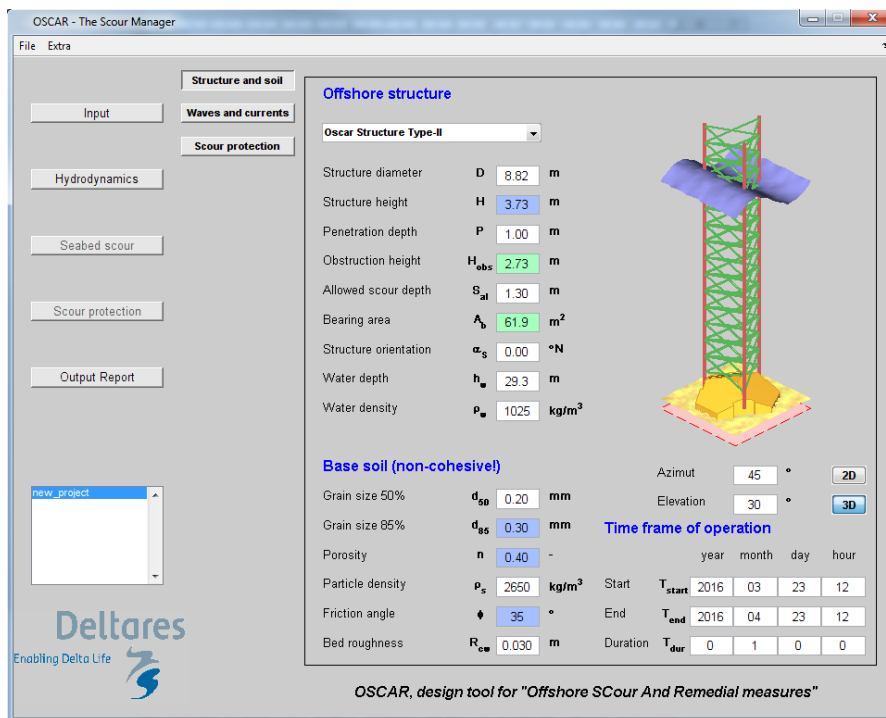 OSCAR - The Scour Manager
File Extra
Structure and soil
Input
Waves and currents
Scour protection
Hydrodynamics
Seabed scour
Scour protection
Output Report
new_project
Deltares
Enabling Delta Life
Offshore structure
Oscar Structure Type-II
Structure diameter D 8.82 m
Structure height H 3.73 m
Penetration depth P 1.00 m
Obstruction height Hobs 2.73 m
Allowed scour depth Sal 1.30 m
Bearing area Ab 61.9 m2
Structure orientation αS 0.00 °N
Water depth hw 29.3 m
Water density ρw 1025 kg/m3
Base soil (non-cohesive!)
Grain size 50% d50 0.20 mm
Grain size 85% d85 0.30 mm
Porosity n 0.40 -
Particle density ρs 2650 kg/m3
Friction angle ϕ 35 °
Bed roughness Rcw 0.030 m
Azimut 45 ° 2D
Elevation 30 ° 3D
Time frame of operation
year month day hour
Start Tstart 2016 03 23 12
End Tend 2016 04 23 12
Duration Tdur 0 1 0 0
OSCAR, design tool for "Offshore SCour And Remedial measures"